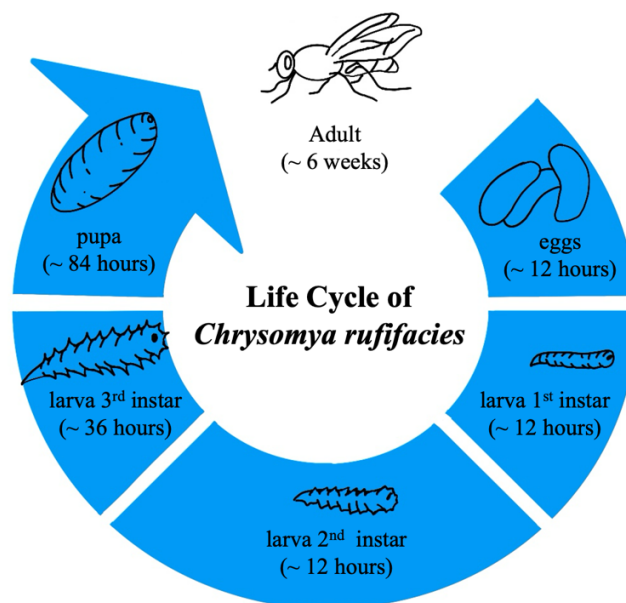 Adult
(~ 6 weeks)
eggs
(~ 12 hours)
larva 1st instar
(~ 12 hours)
larva 2nd instar
(~ 12 hours)
larva 3rd instar
(~ 36 hours)
pupa
(~ 84 hours)
Life Cycle of
Chrysomya rufifacies